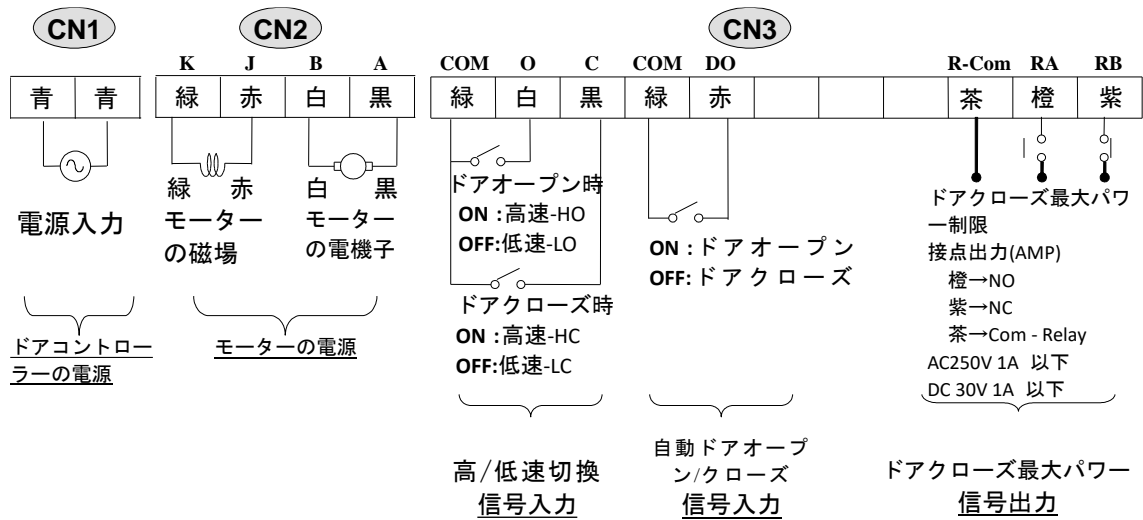 CN1
CN2
CN3
K J B A
COM O C COM DO
R-Com RA RB
青 青
緑 赤 白 黒
緑 白 黒 緑 赤
茶 橙 紫
電源入力
緑 赤
モーター
の磁場
白 黒
モーター
の電機子
ドアオープン時
ON :高速-HO
OFF:低速-LO
ドアクローズ時
ON :高速-HC
OFF:低速-LC
ON :ドアオープン
OFF:ドアクローズ
ドアクローズ最大パワ
ー制限
接点出力(AMP)
橙→NO
紫→NC
茶→Com - Relay
AC250V 1A 以下
DC 30V 1A 以下
ドアコントロー
ラーの電源
モーターの電源
高/低速切換
信号入力
自動ドアオープ
ン/クローズ
信号入力
ドアクローズ最大パワー
信号出力